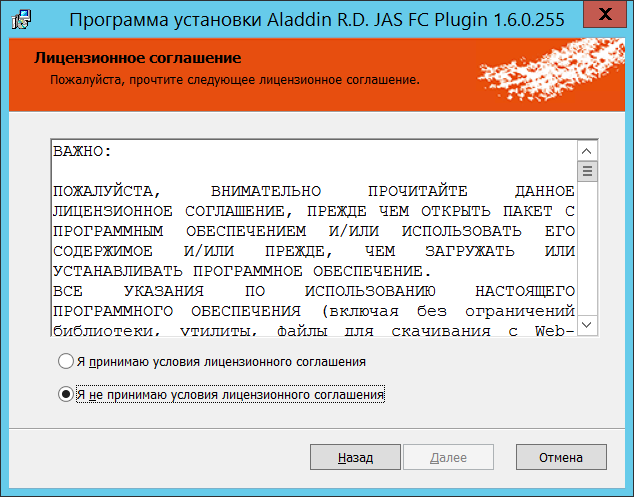 Программа установки Aladdin R.D. JAS FC Plugin 1.6.0.255
X
Лицензионное соглашение
Пожалуйста, прочтите следующее лицензионное соглашение.
ВАЖНО:
ПОЖАЛУЙСТА, ВНИМАТЕЛЬНО ПРОЧИТАЙТЕ ДАННОЕ
ЛИЦЕНЗИОННОЕ СОГЛАШЕНИЕ, ПРЕЖДЕ ЧЕМ ОТКРЫТЬ ПАКЕТ С
ПРОГРАММНЫМ ОБЕСПЕЧЕНИЕМ И/ИЛИ ИСПОЛЬЗОВАТЬ ЕГО
СОДЕРЖИМОЕ И/ИЛИ ПРЕЖДЕ, ЧЕМ ЗАГРУЖАТЬ ИЛИ
УСТАНАВЛИВАТЬ ПРОГРАММНОЕ ОБЕСПЕЧЕНИЕ.
ВСЕ УКАЗАНИЯ ПО ИСПОЛЬЗОВАНИЮ НАСТОЯЩЕГО
ПРОГРАММНОГО ОБЕСПЕЧЕНИЯ (включая без ограничений
библиотеки, утилиты, файлы для скачивания с Web-
Я принимаю условия лицензионного соглашения
Я не принимаю условия лицензионного соглашения
Назад
Далее
Отмена